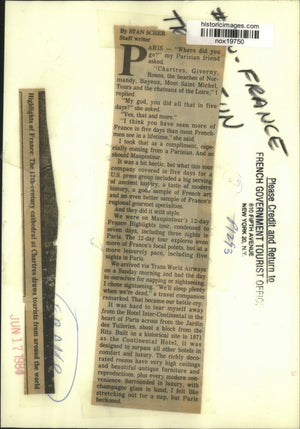 historicimages.com
nox19750
By STAN SCHER
Staff writer
PARIS — "Where did you
go?" my Parisian friend
asked.
"Chartres, Giverny,
Rouen, the beaches of Nor-
mandy, Bayeux, Mont Saint Michel,
Tours and the chateaus of the Loire," I
replied.
"My god, you did all that in five
days?" she asked.
"Yes, that and more."
"I think you have seen more of
France in five days than most French-
men see in a lifetime," she said.
I took that as a compliment, espe-
cially coming from a Parisian. And so
should Maupintour.
It was a bit hectic, but what this tour
company covered in five days for a
U.S. press group included a big serving
of ancient history, a taste of modern
history, a good sample of French art
and an even better sample of France's
regional gourmet specialties.
And they did it with style.
We were on Maupintour's 12-day
France Highlights tour, condensed to
seven days, including three nights in
Paris. The 12-day tour explores even
more of France's focal points, but at a
more leisurely pace, including five
nights in Paris.
We arrived via Trans World Airways
on a Sunday morning and had the day
to ourselves for napping or sightseeing.
I chose sightseeing. "We'll sleep plenty
when we're dead," a travel companion
remarked. That became our battle cry.
It was hard to tear myself away
from the Hotel Inter-Continental in the
heart of Paris across from the Jardin
des Tuileries, about a block from the
Ritz. Built on a historical site in 1871
as the Continental Hotel, it was
designed to surpass all other hotels in
comfort and luxury. The richly deco-
rated rooms have very high ceilings
and beautiful antique furniture and
reproductions, plus every modern con-
venience. Surrounded by luxury, with
champagne glass in hand, I felt like
stretching out for a nap, but Paris
beckoned.
Highlights of France: The 12th-century cathedral at Chartres draws tourists from around the world
JUN 17 198
FRANCE
FRANCE
Please Credit and Return to
FRENCH GOVERNMENT TOURIST OFFICE
610 FIFTH AVENUE
NEW YORK 20, N.Y.